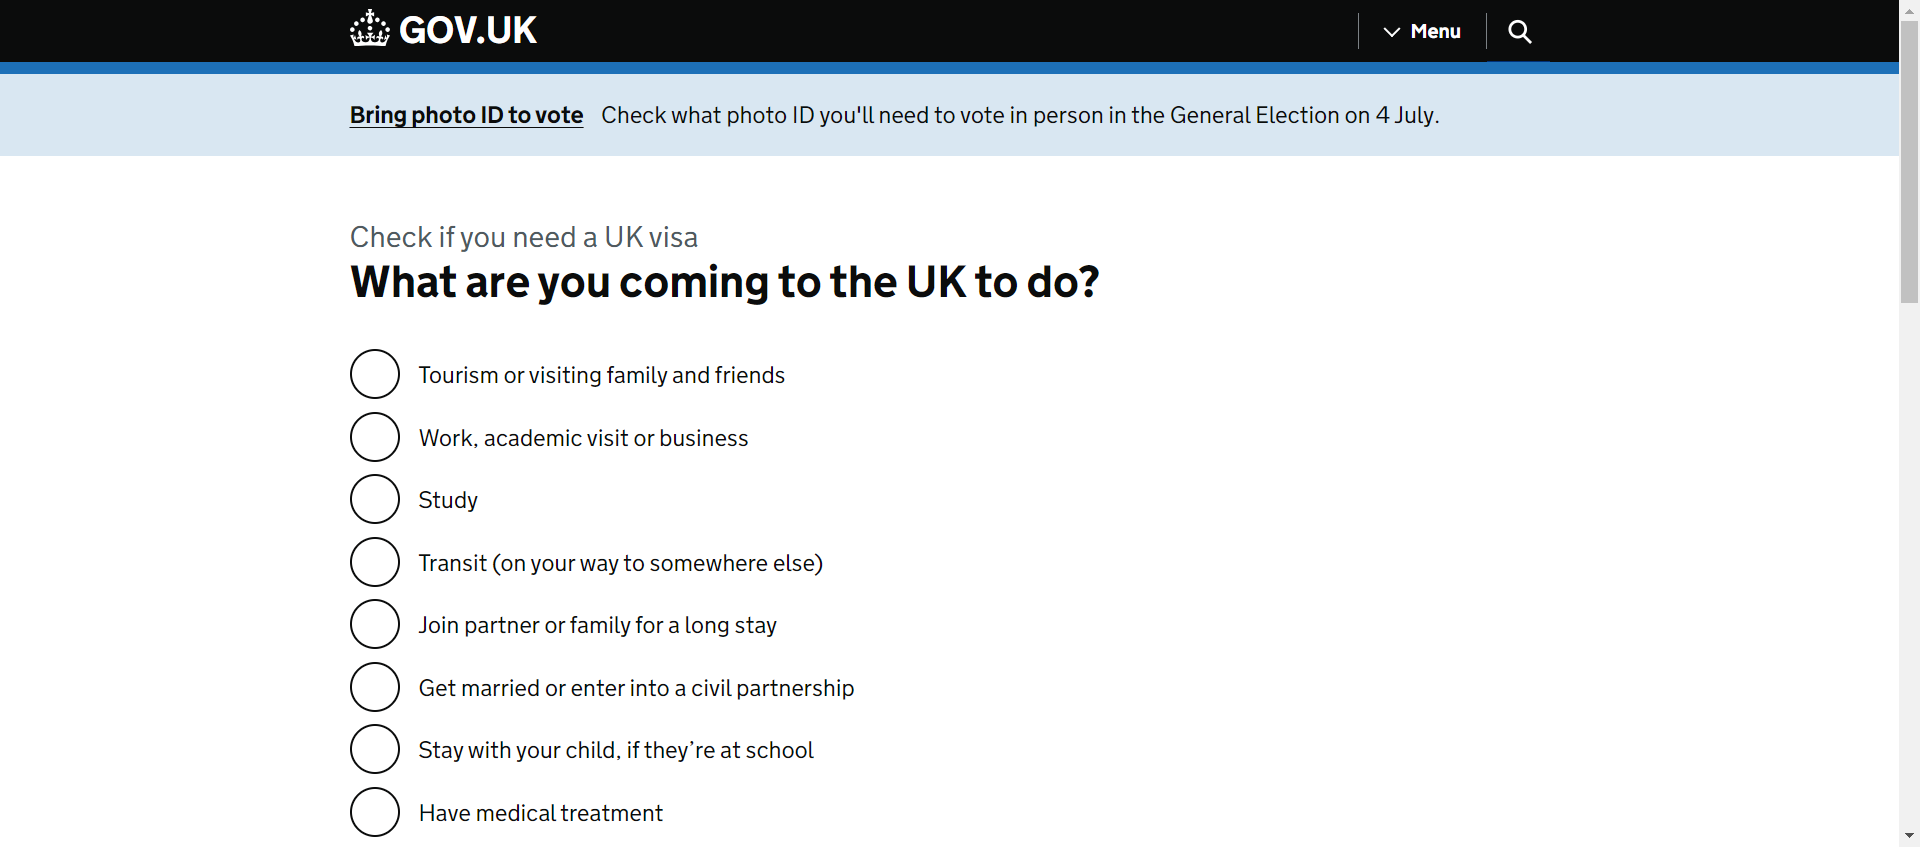 GOV.UK
Menu
Bring photo ID to vote Check what photo ID you'll need to vote in person in the General Election on 4 July.
Check if you need a UK visa
What are you coming to the UK to do?
Tourism or visiting family and friends
Work, academic visit or business
Study
Transit (on your way to somewhere else)
Join partner or family for a long stay
Get married or enter into a civil partnership
Stay with your child, if they’re at school
Have medical treatment